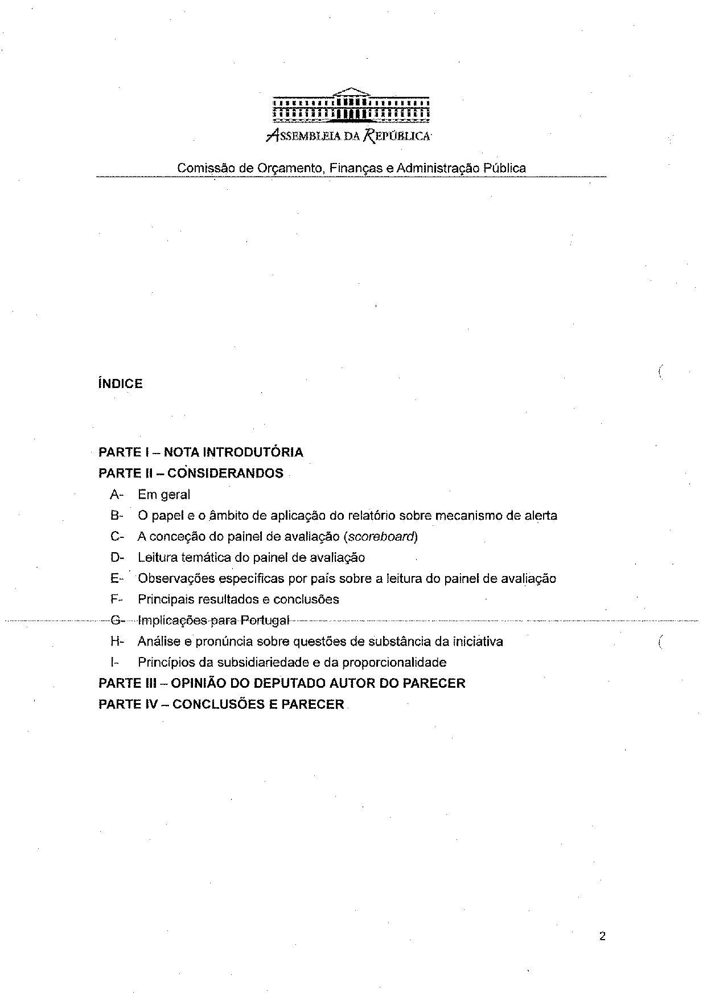 ASSEMBLEIA DA REPÚBLICA
Comissão de Orçamento, Finanças e Administração Pública
ÍNDICE
PARTE I – NOTA INTRODUTÓRIA
PARTE II – CONSIDERANDOS
A- Em geral
B- O papel e o âmbito de aplicação do relatório sobre mecanismo de alerta
C- A conceção do painel de avaliação (scoreboard)
D- Leitura temática do painel de avaliação
E- Observações especificas por país sobre a leitura do painel de avaliação
F- Principais resultados e conclusões
G- Implicações para Portugal
H- Análise e pronúncia sobre questões de substância da iniciativa
I- Princípios da subsidiariedade e da proporcionalidade
PARTE III – OPINIÃO DO DEPUTADO AUTOR DO PARECER
PARTE IV – CONCLUSÕES E PARECER
2